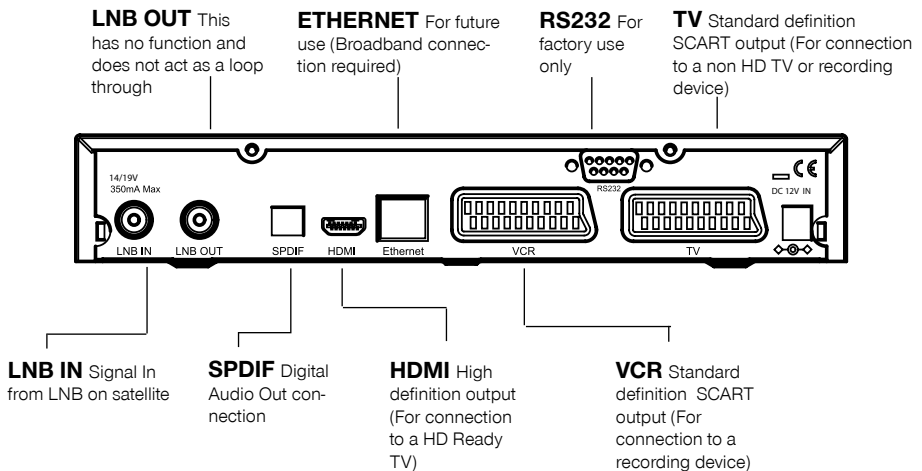 LNB OUT This
has no function and
does not act as a loop
through
ETHERNET For future
use (Broadband connec-
tion required)
RS232 For
factory use
only
TV Standard definition
SCART output (For connection
to a non HD TV or recording
device)
14/19V
350mA Max
LNB IN
LNB OUT
SPDIF
HDMI
Ethernet
VCR
RS232
TV
CE
DC 12V IN
LNB IN Signal In
from LNB on satellite
SPDIF Digital
Audio Out con-
nection
HDMI High
definition output
(For connection
to a HD Ready
TV)
VCR Standard
definition SCART
output (For
connection to a
recording device)